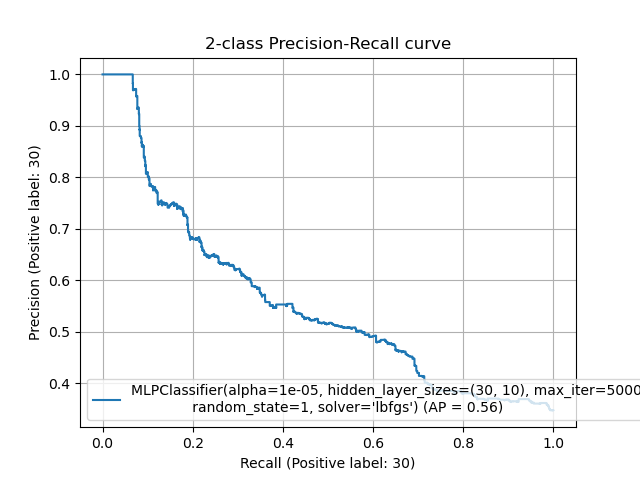 2-class Precision-Recall curve
1.0
0.9
0.8
0.7
0.6
0.5
0.4
Precision (Positive label: 30)
MLPClassifier(alpha=1e-05, hidden_layer_sizes=(30, 10), max_iter=5000
random_state=1, solver='lbfgs') (AP = 0.56)
0.0 0.2 0.4 0.6 0.8 1.0
Recall (Positive label: 30)